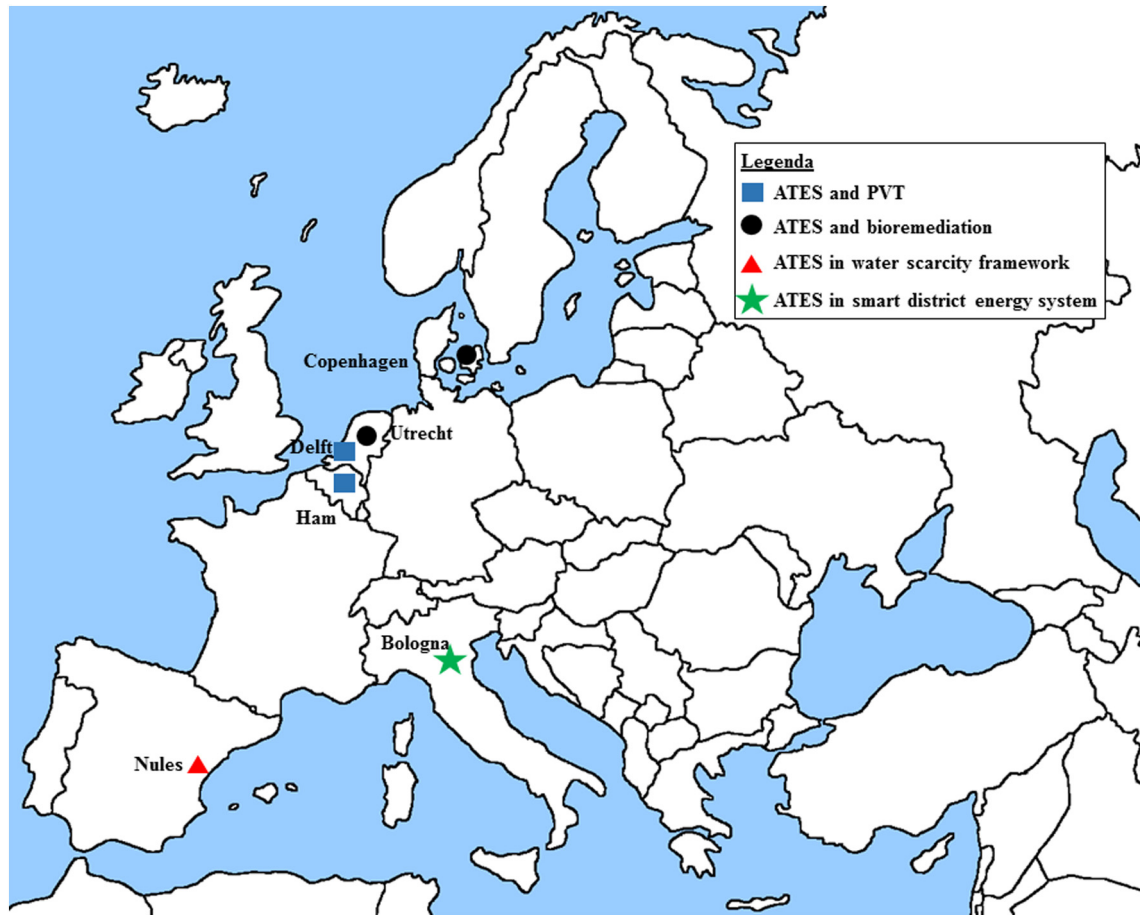 Legenda
ATES and PVT
ATES and bioremediation
ATES in water scarcity framework
ATES in smart district energy system
Copenhagen
Utrecht
Delft
Ham
Bologna
Nules